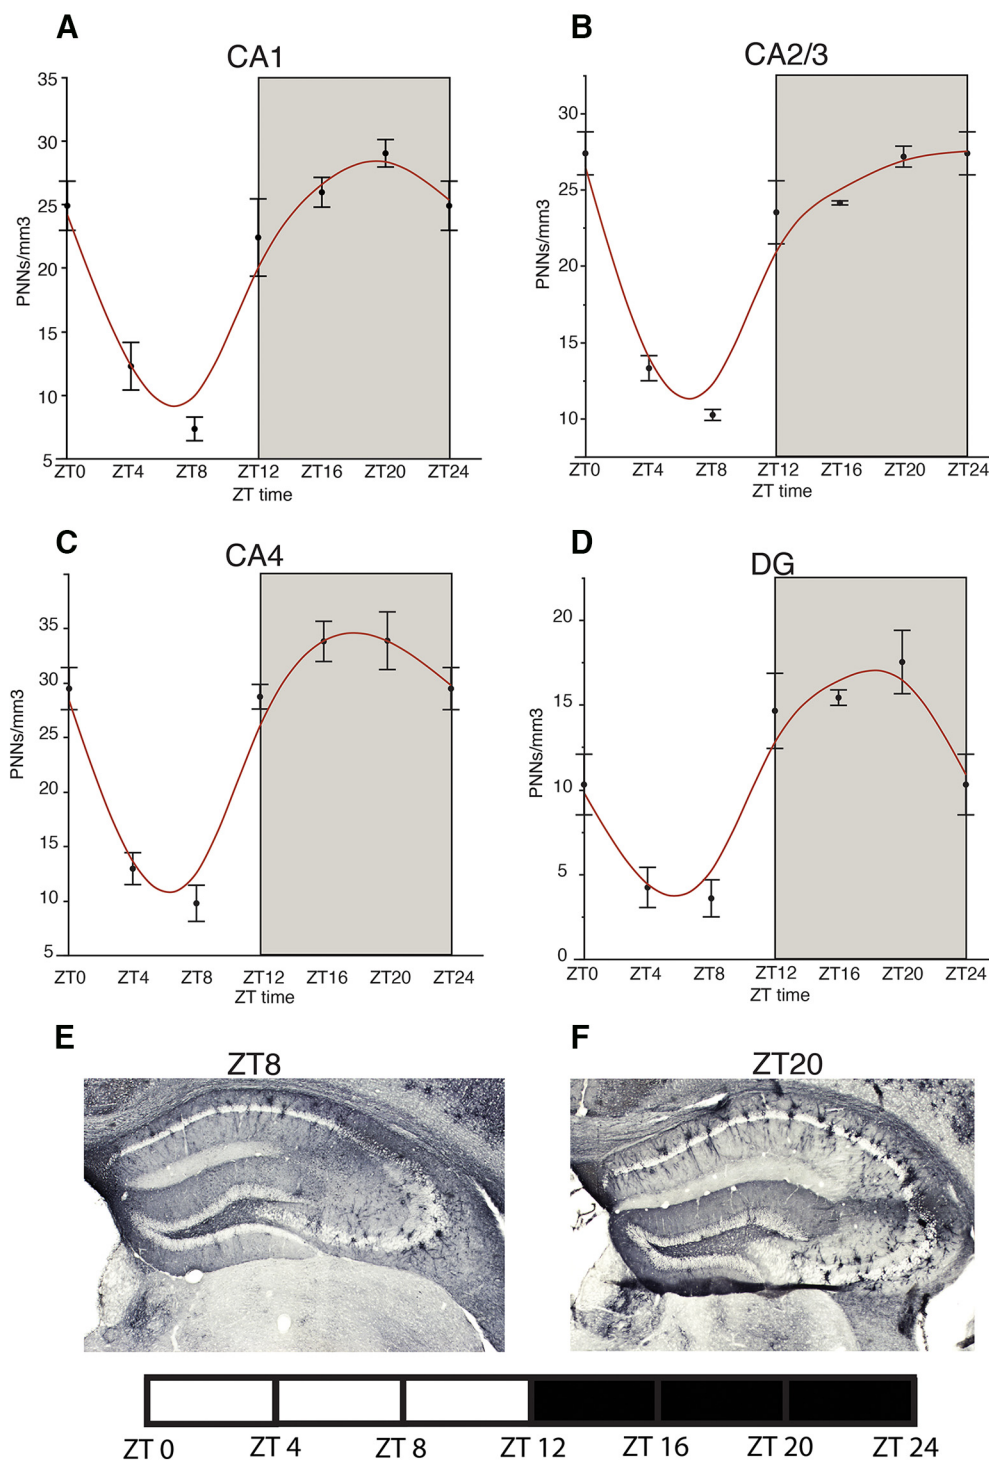 A
CA1
35
30
25
20
15
10
5
PNNs/mm3
ZT0 ZT4 ZT8 ZT12 ZT16 ZT20 ZT24
ZT time
B
CA2/3
30
25
20
15
10
PNNs/mm3
ZT0 ZT4 ZT8 ZT12 ZT16 ZT20 ZT24
ZT time
C
CA4
35
30
25
20
15
10
5
PNNs/mm3
ZT0 ZT4 ZT8 ZT12 ZT16 ZT20 ZT24
ZT time
D
DG
20
15
10
5
0
PNNs/mm3
ZT0 ZT4 ZT8 ZT12 ZT16 ZT20 ZT24
ZT time
E
ZT8
F
ZT20
ZT 0 ZT 4 ZT 8 ZT 12 ZT 16 ZT 20 ZT 24